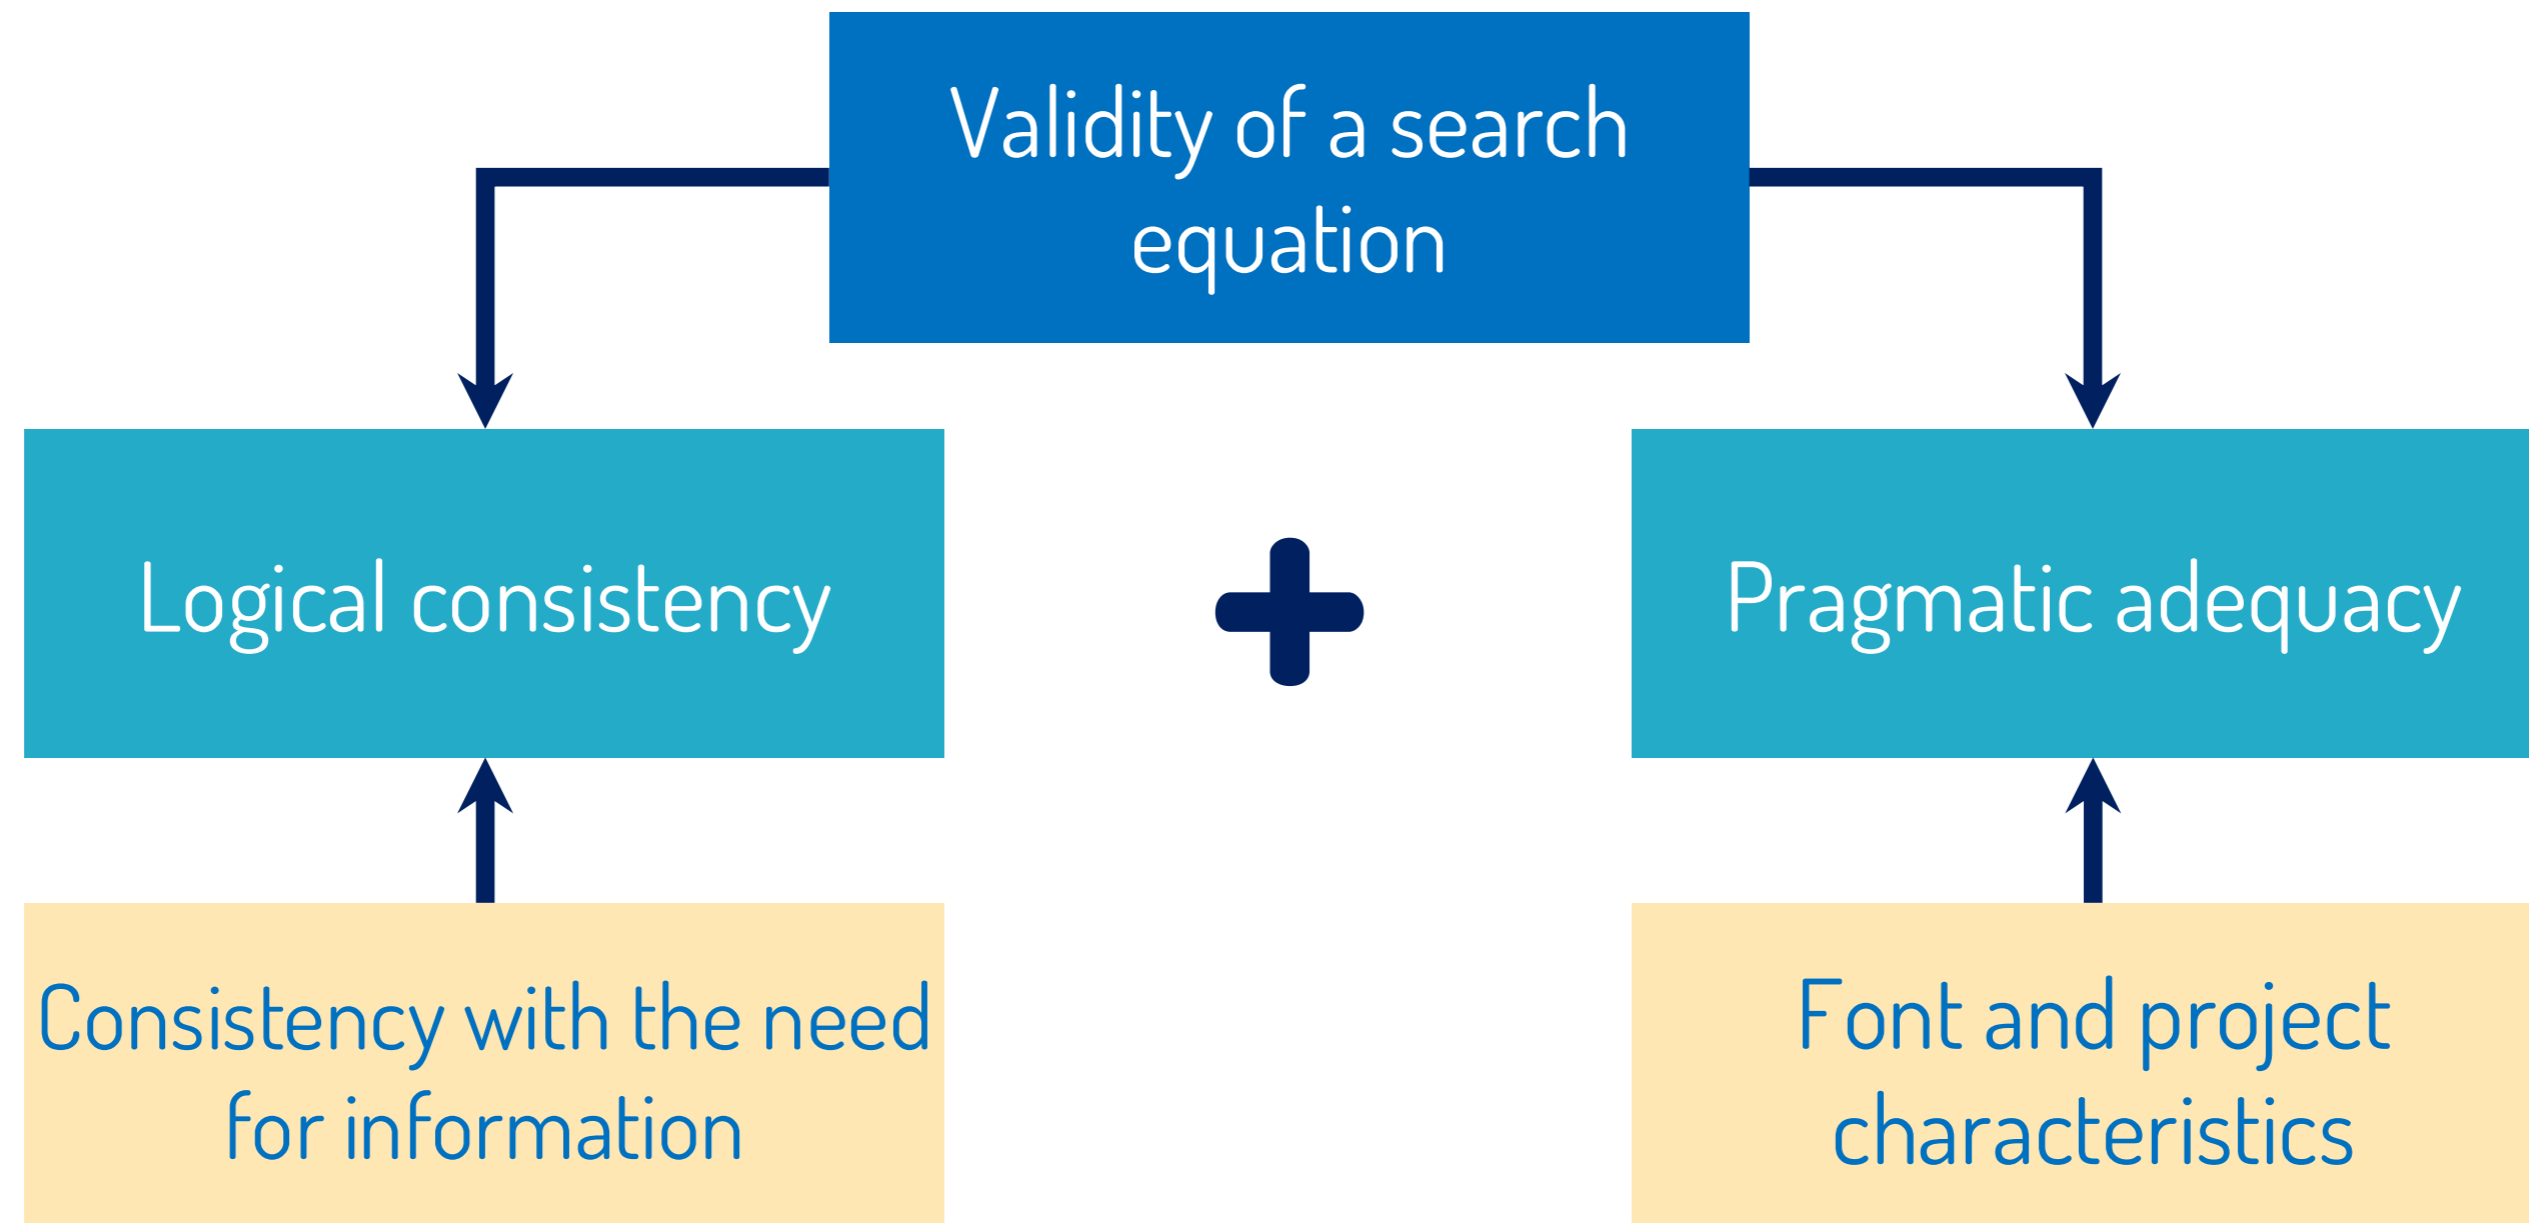 Validity of a search
equation
Logical consistency
Pragmatic adequacy
Consistency with the need
for information
Font and project
characteristics